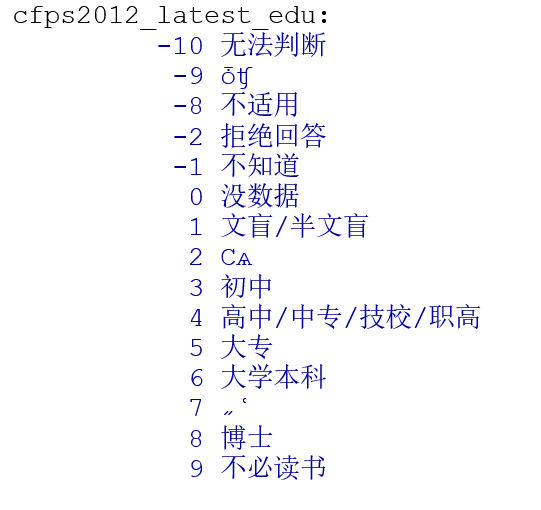 cfps2012_latest_edu:
-10 无法判断
-9 ȱʧ
-8 不适用
-2 拒绝回答
-1 不知道
0 没数据
1 文盲/半文盲
2 Сѧ
3 初中
4 高中/中专/技校/职高
5 大专
6 大学本科
7 ˶ʿ
8 博士
9 不必读书